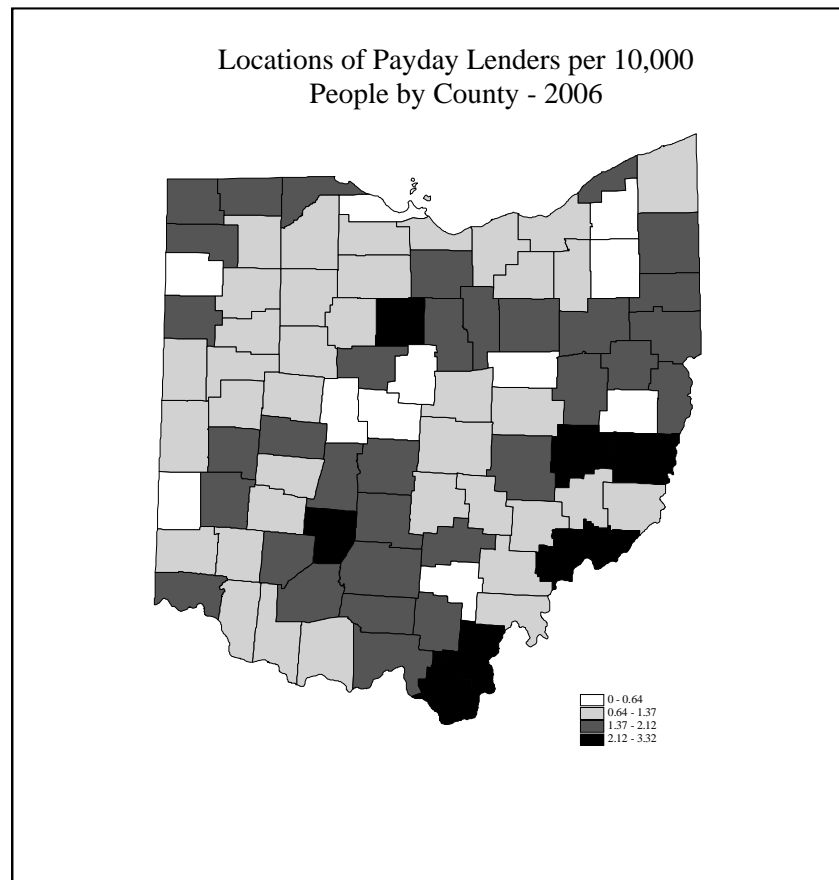 Locations of Payday Lenders per 10,000
People by County - 2006
0 - 0.64
0.64 - 1.37
1.37 - 2.12
2.12 - 3.32